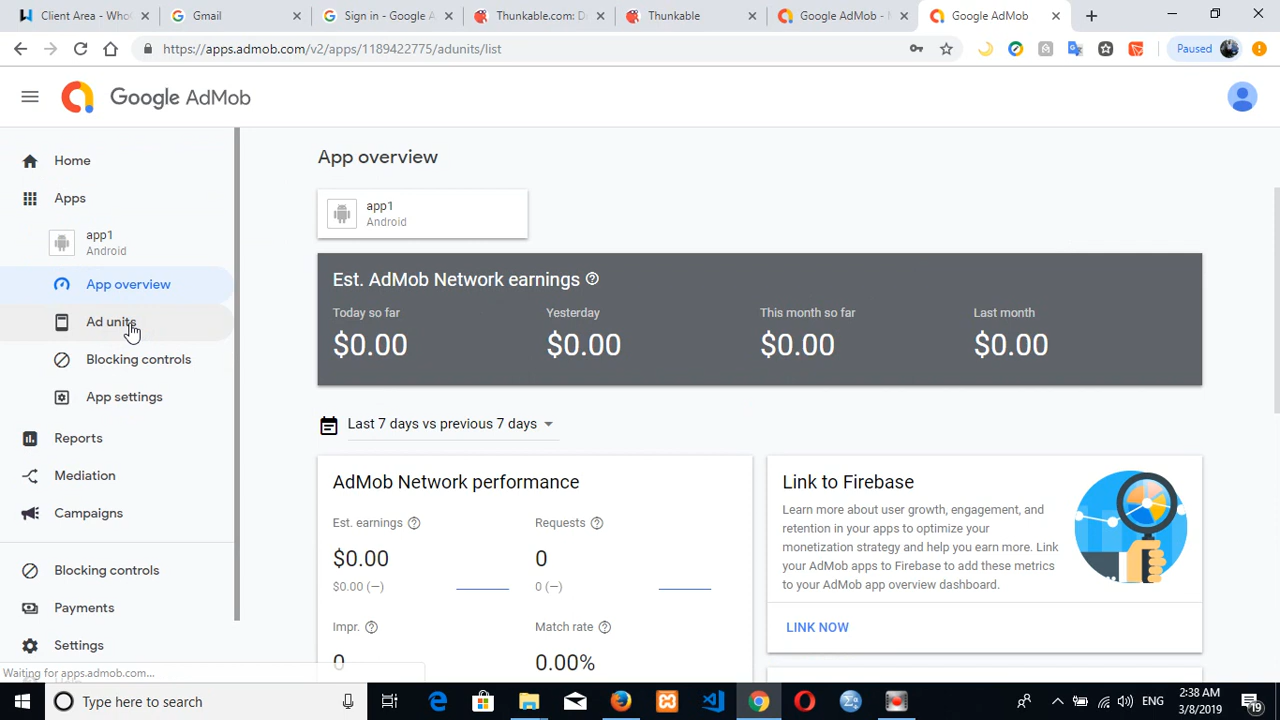 Client Area - Who
Gmail
Sign in - Google A
Thunkable.com: D
Thunkable
Google AdMob -
Google AdMob
https://apps.admob.com/v2/apps/1189422775/adunits/list
Paused
Google AdMob
Home
Apps
app1
Android
App overview
Ad units
Blocking controls
App settings
Reports
Mediation
Campaigns
Blocking controls
Payments
Settings
Waiting for apps.admob.com...
App overview
app1
Android
Est. AdMob Network earnings
Today so far
$0.00
Yesterday
$0.00
This month so far
$0.00
Last month
$0.00
Last 7 days vs previous 7 days
AdMob Network performance
Est. earnings
$0.00
$0.00 (—)
Requests
0
0 (—)
Impr.
0
Match rate
0.00%
Link to Firebase
Learn more about user growth, engagement, and
retention in your apps to optimize your
monetization strategy and help you earn more. Link
your AdMob apps to Firebase to add these metrics
to your AdMob app overview dashboard.
LINK NOW
Type here to search
ENG
2:38 AM
3/8/2019
19